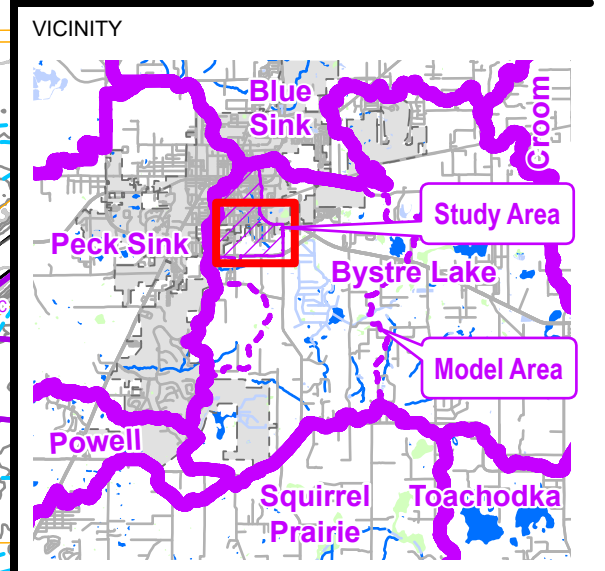 VICINITY
Blue
Sink
Croom
Study Area
Peck Sink
Bystre Lake
Model Area
Powell
Squirrel
Prairie
Toachodka